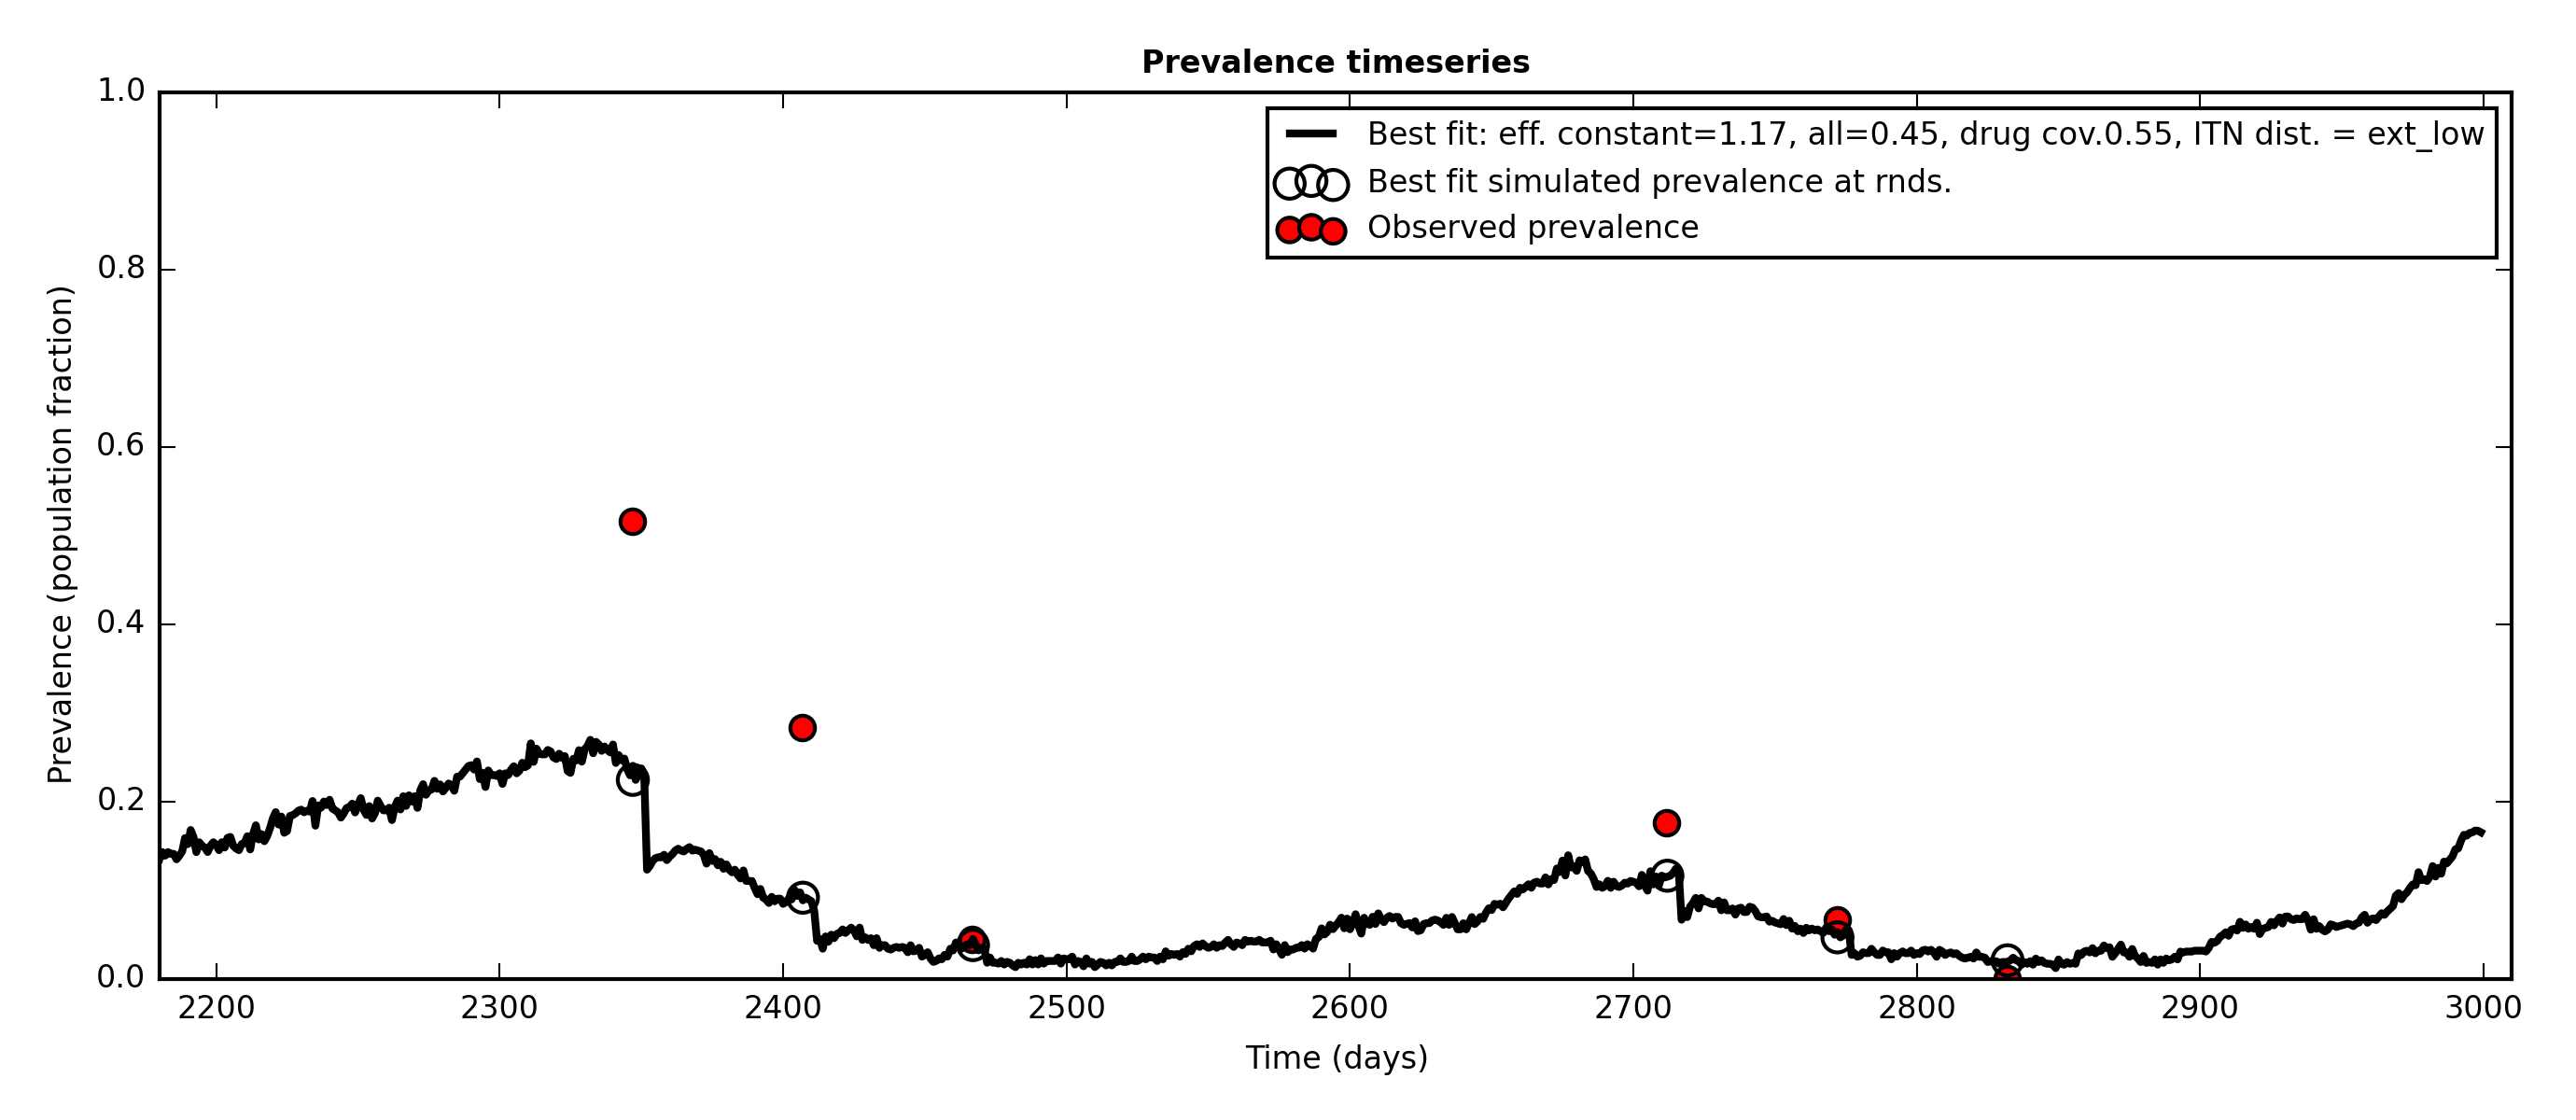 Prevalence timeseries
1.0
0.8
0.6
0.4
0.2
0.0
Prevalence (population fraction)
Best fit: eff. constant=1.17, all=0.45, drug cov.0.55, ITN dist. = ext_low
Best fit simulated prevalence at rnds.
Observed prevalence
2200 2300 2400 2500 2600 2700 2800 2900 3000
Time (days)